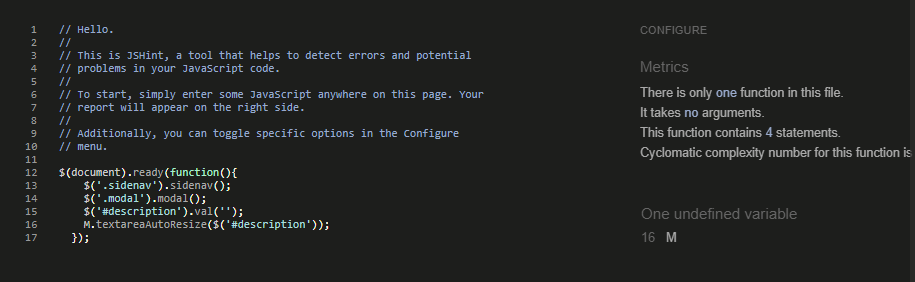 1 // Hello.
2 //
3 // This is JSHint, a tool that helps to detect errors and potential
4 // problems in your JavaScript code.
5 //
6 // To start, simply enter some JavaScript anywhere on this page. Your
7 // report will appear on the right side.
8 //
9 // Additionally, you can toggle specific options in the Configure
10 // menu.
11
12 $(document).ready(function(){
13     $('.sidenav').sidenav();
14     $('.modal').modal();
15     $('#description').val('');
16     M.textareaAutoResize($('#description'));
17   });
CONFIGURE
Metrics
There is only one function in this file.
It takes no arguments.
This function contains 4 statements.
Cyclomatic complexity number for this function is
One undefined variable
16 M